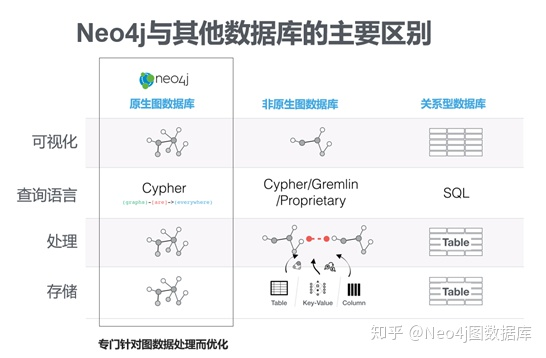 Neo4j与其他数据库的主要区别
neo4j
原生图数据库
非原生图数据库
关系型数据库
可视化
查询语言
Cypher
(graphs)-[are]->(everywhere)
Cypher/Gremlin
/Proprietary
SQL
处理
Table
存储
Table
Key-Value
Column
Table
专门针对图数据处理而优化
知乎 @Neo4j图数据库